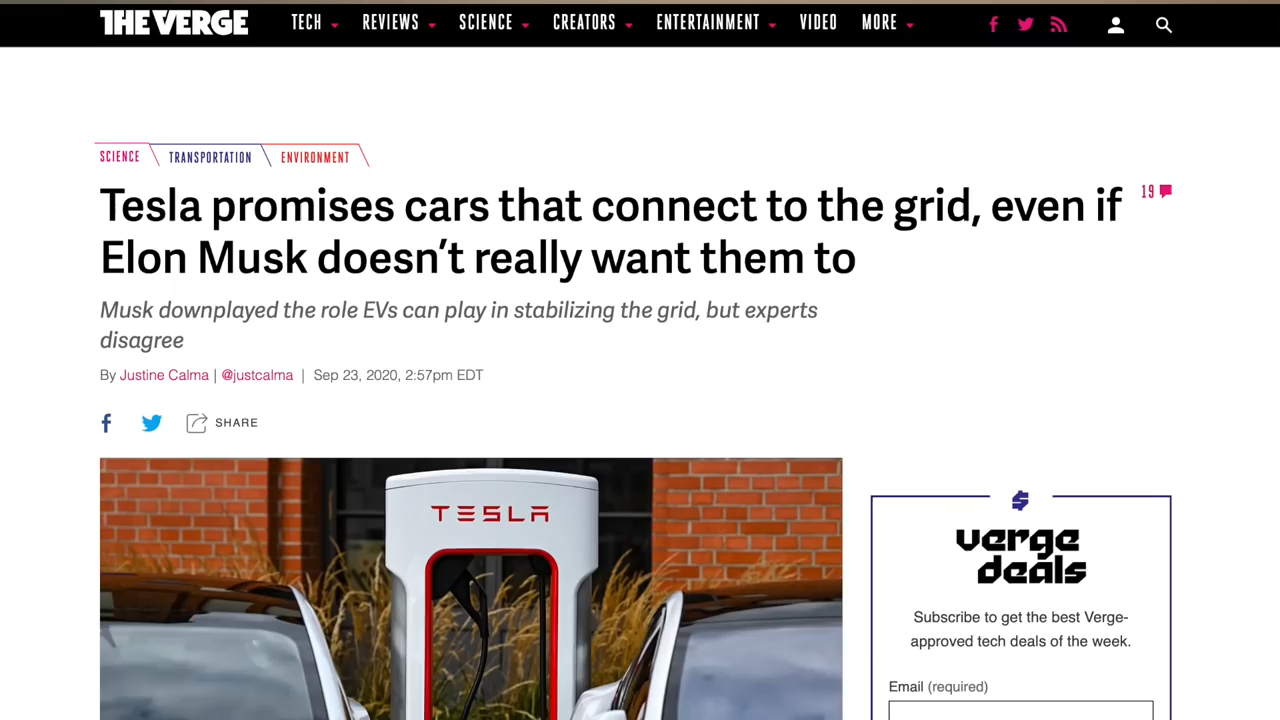 THE VERGE TECH REVIEWS SCIENCE CREATORS ENTERTAINMENT VIDEO MORE
SCIENCE TRANSPORTATION ENVIRONMENT
Tesla promises cars that connect to the grid, even if
Elon Musk doesn’t really want them to
19
Musk downplayed the role EVs can play in stabilizing the grid, but experts
disagree
By Justine Calma | @justcalma | Sep 23, 2020, 2:57pm EDT
SHARE
TESLA
verge
deals
Subscribe to get the best Verge-
approved tech deals of the week.
Email (required)